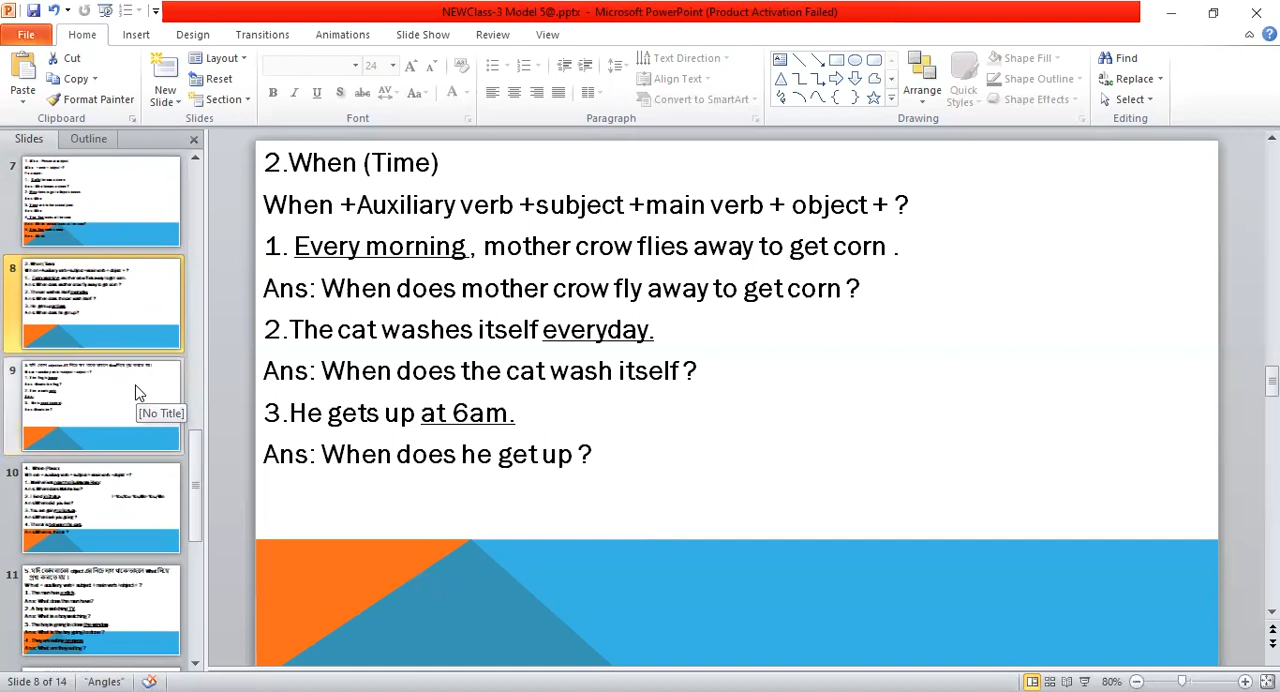 NEWClass-3 Model 5@.pptx - Microsoft PowerPoint (Product Activation Failed)
File Home Insert Design Transitions Animations Slide Show Review View
Paste
Cut
Copy
Format Painter
Clipboard
New Slide
Layout
Reset
Section
Slides
24
Font
Text Direction
Align Text
Convert to SmartArt
Paragraph
Arrange
Quick Styles
Shape Fill
Shape Outline
Shape Effects
Drawing
Find
Replace
Select
Editing
Slides Outline
7
8
9
[No Title]
10
11
2.When (Time)
When +Auxiliary verb +subject +main verb + object + ?
1. Every morning , mother crow flies away to get corn .
Ans: When does mother crow fly away to get corn ?
2.The cat washes itself everyday.
Ans: When does the cat wash itself ?
3.He gets up at 6am.
Ans: When does he get up ?
Slide 8 of 14 "Angles" 80%